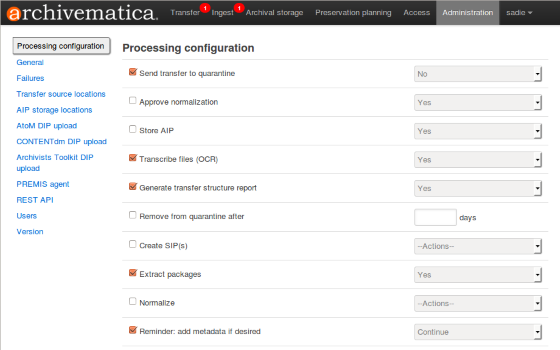 archivematica.
Transfer 1 Ingest 1 Archival storage Preservation planning Access Administration sadie
Processing configuration
General
Failures
Transfer source locations
AIP storage locations
AtoM DIP upload
CONTENTdm DIP upload
Archivists Toolkit DIP
upload
PREMIS agent
REST API
Users
Version
Processing configuration
Send transfer to quarantine No
Approve normalization Yes
Store AIP Yes
Transcribe files (OCR) Yes
Generate transfer structure report Yes
Remove from quarantine after days
Create SIP(s) --Actions--
Extract packages Yes
Normalize --Actions--
Reminder: add metadata if desired Continue